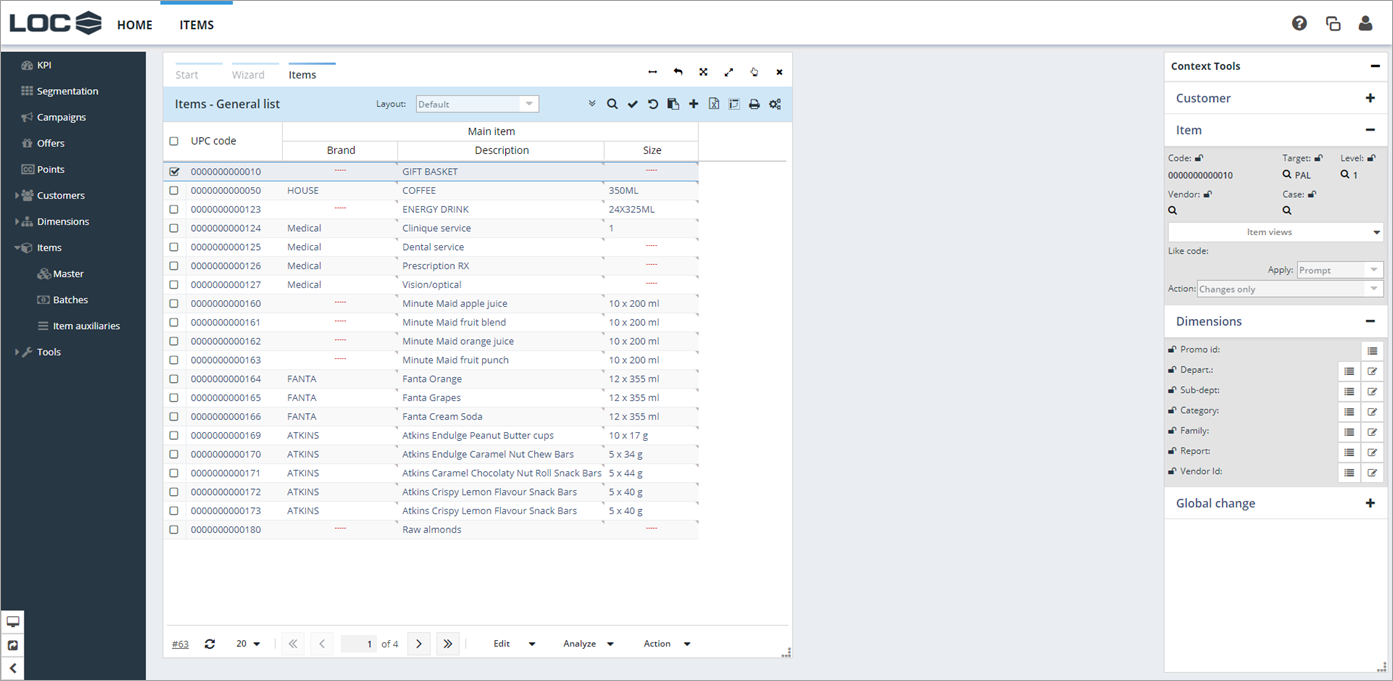 LOC HOME ITEMS
KPI
Segmentation
Campaigns
Offers
Points
Customers
Dimensions
Items
Master
Batches
Item auxiliaries
Tools
Start Wizard Items
Items - General list Layout: Default
UPC code Main item
Brand Description Size
0000000000010 ----- GIFT BASKET -----
0000000000050 HOUSE COFFEE 350ML
0000000000123 ----- ENERGY DRINK 24X325ML
0000000000124 Medical Clinique service 1
0000000000125 Medical Dental service -----
0000000000126 Medical Prescription RX -----
0000000000127 Medical Vision/optical -----
0000000000160 ----- Minute Maid apple juice 10 x 200 ml
0000000000161 ----- Minute Maid fruit blend 10 x 200 ml
0000000000162 ----- Minute Maid orange juice 10 x 200 ml
0000000000163 ----- Minute Maid fruit punch 10 x 200 ml
0000000000164 FANTA Fanta Orange 12 x 355 ml
0000000000165 FANTA Fanta Grapes 12 x 355 ml
0000000000166 FANTA Fanta Cream Soda 12 x 355 ml
0000000000169 ATKINS Atkins Endulge Peanut Butter cups 10 x 17 g
0000000000170 ATKINS Atkins Endulge Caramel Nut Chew Bars 5 x 34 g
0000000000171 ATKINS Atkins Caramel Chocolaty Nut Roll Snack Bars 5 x 44 g
0000000000172 ATKINS Atkins Crispy Lemon Flavour Snack Bars 5 x 40 g
0000000000173 ATKINS Atkins Crispy Lemon Flavour Snack Bars 5 x 40 g
0000000000180 ----- Raw almonds -----
#63 20 1 of 4 Edit Analyze Action
Context Tools
Customer
Item
Code: Target: Level:
0000000000010 PAL 1
Vendor: Case:
Item views
Like code:
Apply: Prompt
Action: Changes only
Dimensions
Promo id:
Depart.:
Sub-dept:
Category:
Family:
Report:
Vendor Id:
Global change